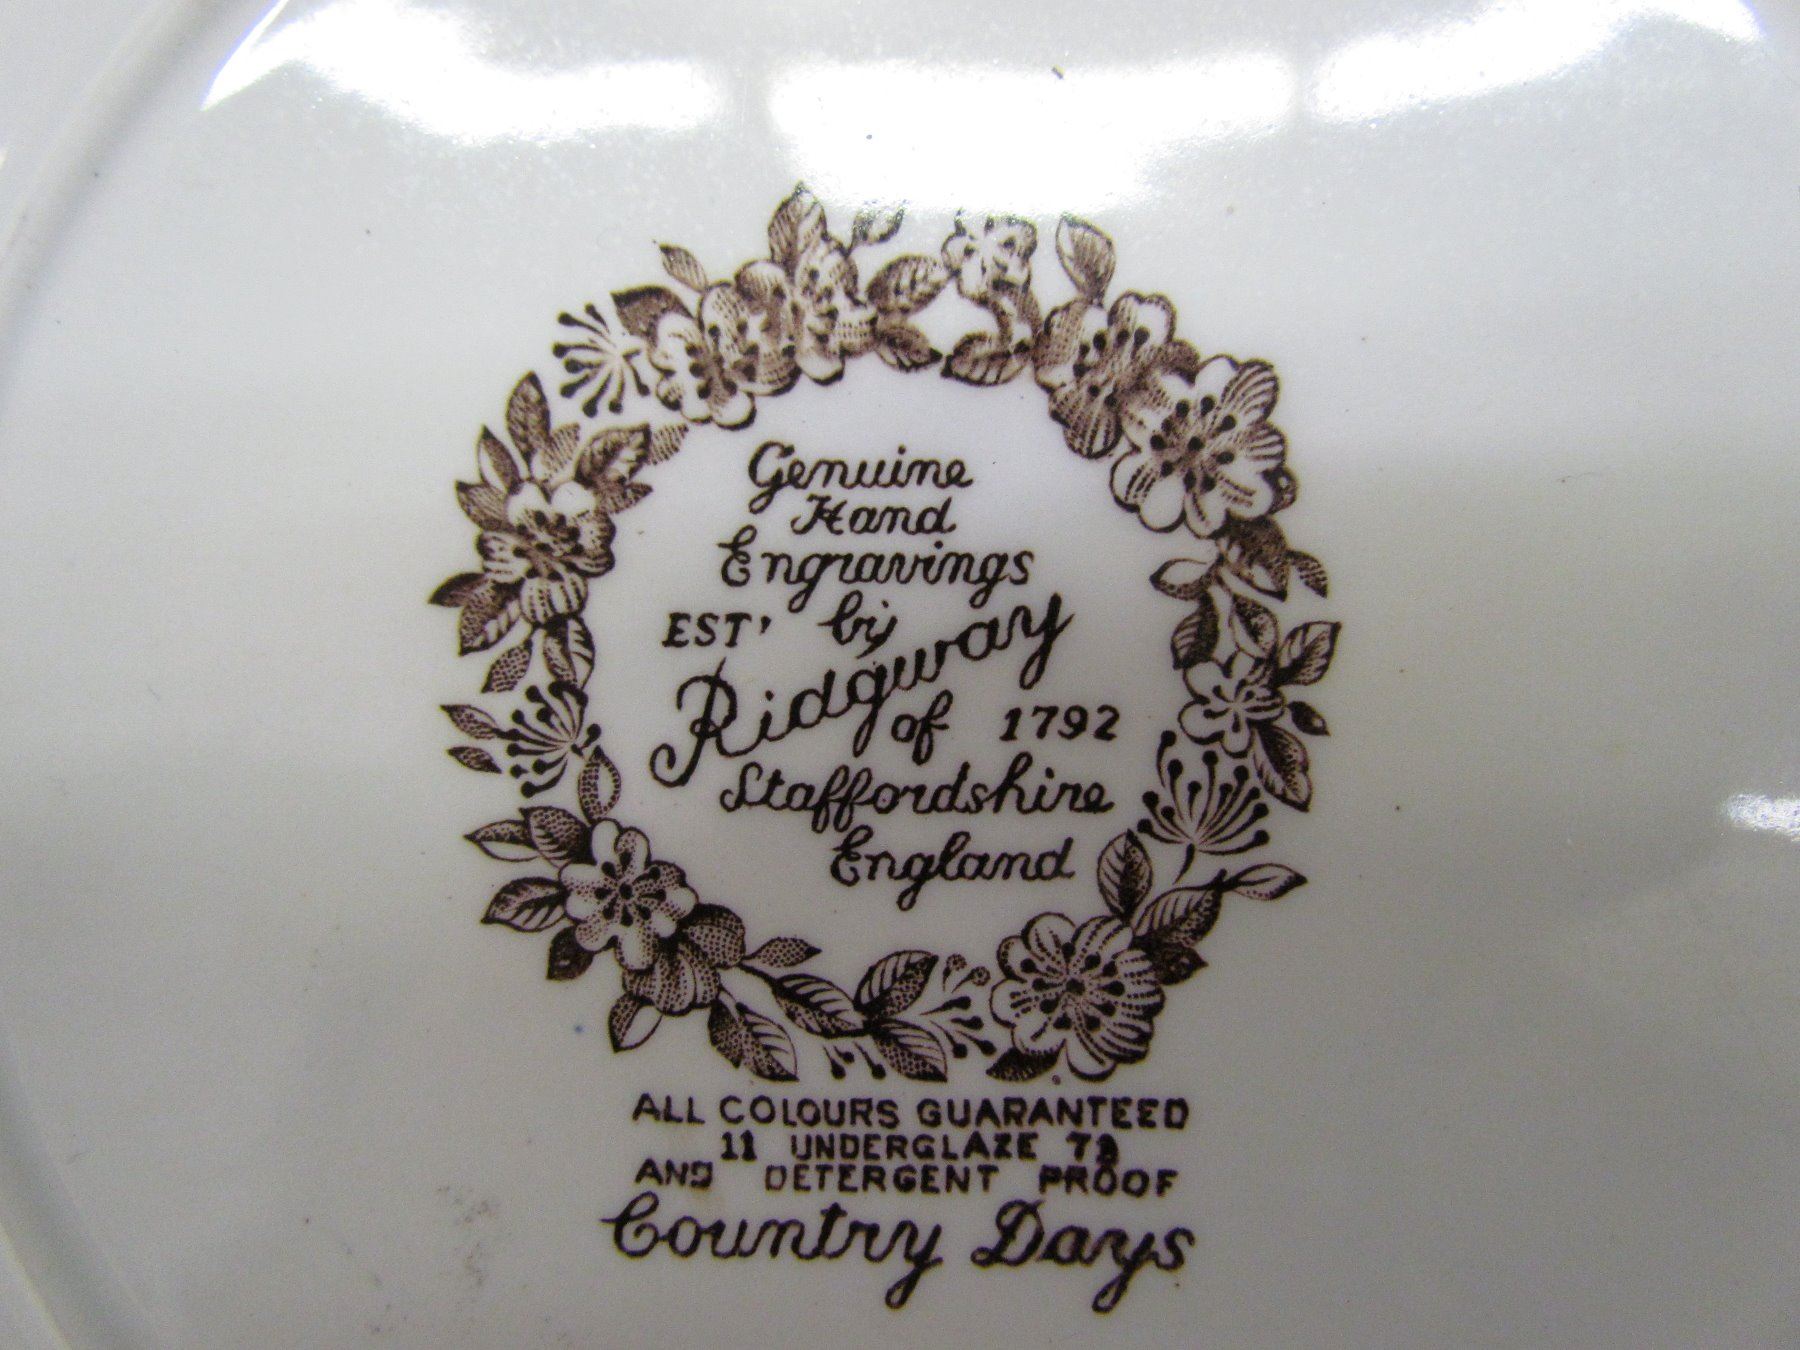 Genuine
Hand
Engravings
EST' by
Ridgway
of 1792
Staffordshire
England
ALL COLOURS GUARANTEED
11 UNDERGLAZE
AND DETERGENT PROOF
Country Days